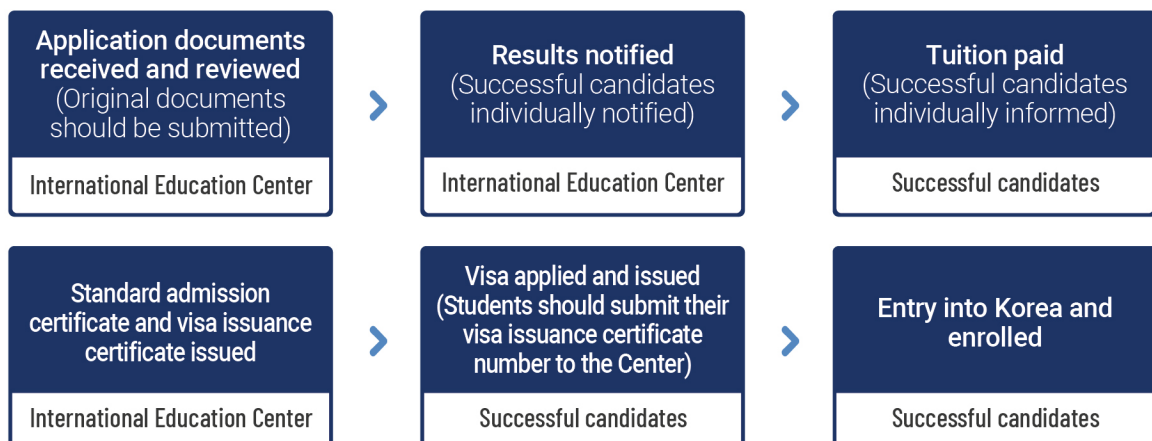 Application documents
received and reviewed
(Original documents
should be submitted)
International Education Center
Results notified
(Successful candidates
individually notified)
International Education Center
Tuition paid
(Successful candidates
individually informed)
Successful candidates
Standard admission
certificate and visa issuance
certificate issued
International Education Center
Visa applied and issued
(Students should submit their
visa issuance certificate
number to the Center)
Successful candidates
Entry into Korea and
enrolled
Successful candidates